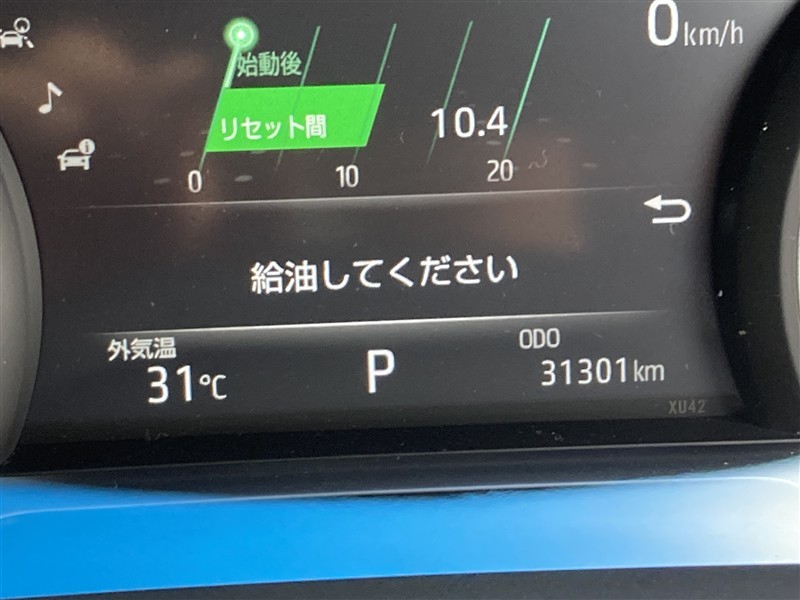 0km/h
始動後
リセット間
10.4
0 10 20
給油してください
外気温
31℃
P
ODO
31301km
XU42